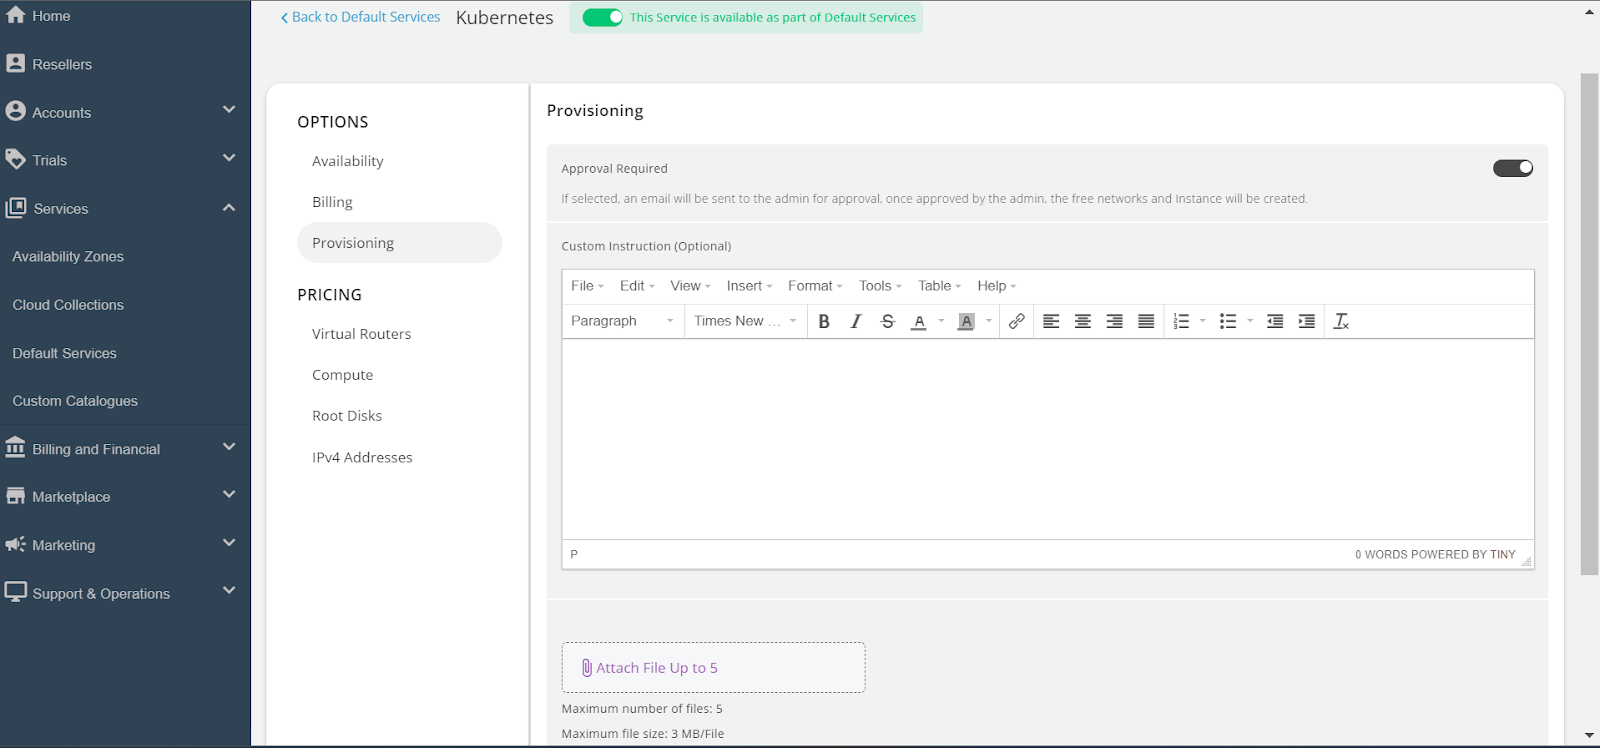 Home
Resellers
Accounts
Trials
Services
Availability Zones
Cloud Collections
Default Services
Custom Catalogues
Billing and Financial
Marketplace
Marketing
Support & Operations
Back to Default Services Kubernetes This Service is available as part of Default Services
OPTIONS
Availability
Billing
Provisioning
PRICING
Virtual Routers
Compute
Root Disks
IPv4 Addresses
Provisioning
Approval Required
If selected, an email will be sent to the admin for approval, once approved by the admin, the free networks and Instance will be created.
Custom Instruction (Optional)
File Edit View Insert Format Tools Table Help
Paragraph Times New ... B I S A A
P 0 WORDS POWERED BY TINY
Attach File Up to 5
Maximum number of files: 5
Maximum file size: 3 MB/File